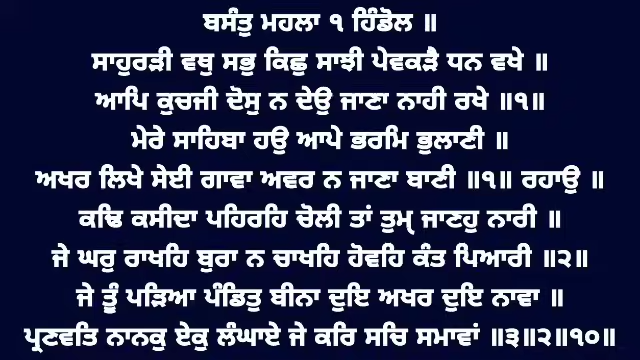 ਬਸੰਤੁ ਮਹਲਾ ੧ ਹਿੰਡੋਲ ॥
ਸਾਹੁਰੜੀ ਵਥੁ ਸਭੁ ਕਿਛੁ ਸਾਝੀ ਪੇਵਕੜੈ ਧਨ ਵਖੇ ॥
ਆਪਿ ਕੁਚਜੀ ਦੋਸੁ ਨ ਦੇਉ ਜਾਣਾ ਨਾਹੀ ਰਖੇ ॥੧॥
ਮੇਰੇ ਸਾਹਿਬਾ ਹਉ ਆਪੇ ਭਰਮਿ ਭੁਲਾਣੀ ॥
ਅਖਰ ਲਿਖੇ ਸੇਈ ਗਾਵਾ ਅਵਰ ਨ ਜਾਣਾ ਬਾਣੀ ॥੧॥ ਰਹਾਉ ॥
ਕਢਿ ਕਸੀਦਾ ਪਹਿਰਹਿ ਚੋਲੀ ਤਾਂ ਤੁਮ੍ ਜਾਣਹੁ ਨਾਰੀ ॥
ਜੇ ਘਰੁ ਰਾਖਹਿ ਬੁਰਾ ਨ ਚਾਖਹਿ ਹੋਵਹਿ ਕੰਤ ਪਿਆਰੀ ॥੨॥
ਜੇ ਤੂੰ ਪੜਿਆ ਪੰਡਿਤੁ ਬੀਨਾ ਦੁਇ ਅਖਰ ਦੁਇ ਨਾਵਾ ॥
ਪ੍ਰਣਵਤਿ ਨਾਨਕੁ ਏਕੁ ਲੰਘਾਏ ਜੇ ਕਰਿ ਸਚਿ ਸਮਾਵਾਂ ॥੩॥੨॥੧੦॥